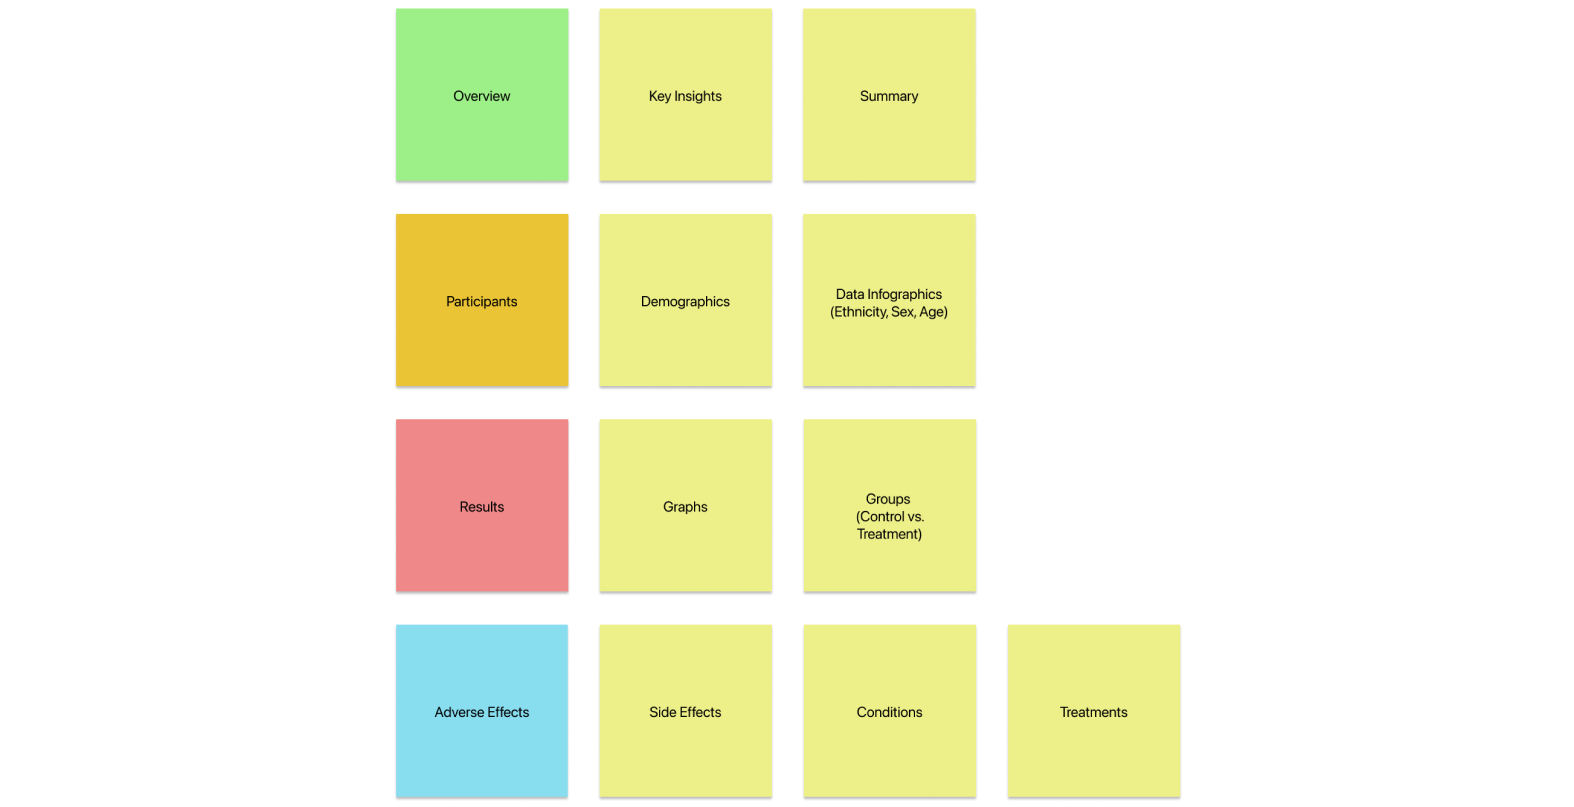 Overview
Key Insights
Summary
Participants
Demographics
Data Infographics
(Ethnicity, Sex, Age)
Results
Graphs
Groups
(Control vs.
Treatment)
Adverse Effects
Side Effects
Conditions
Treatments